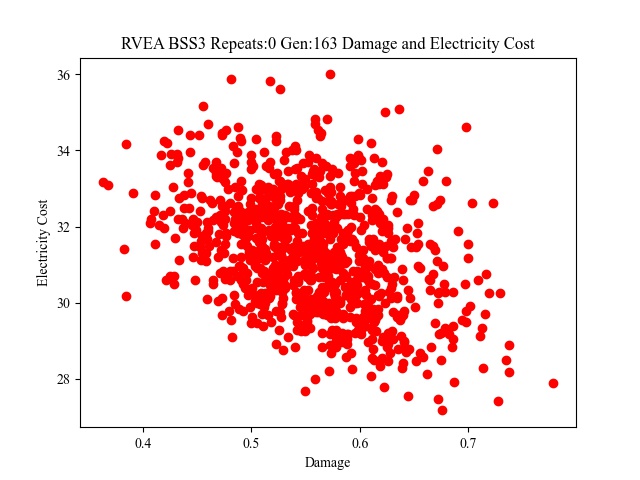 RVEA BSS3 Repeats:0 Gen:163 Damage and Electricity Cost
36
34
32
30
28
Electricity Cost
0.4 0.5 0.6 0.7
Damage